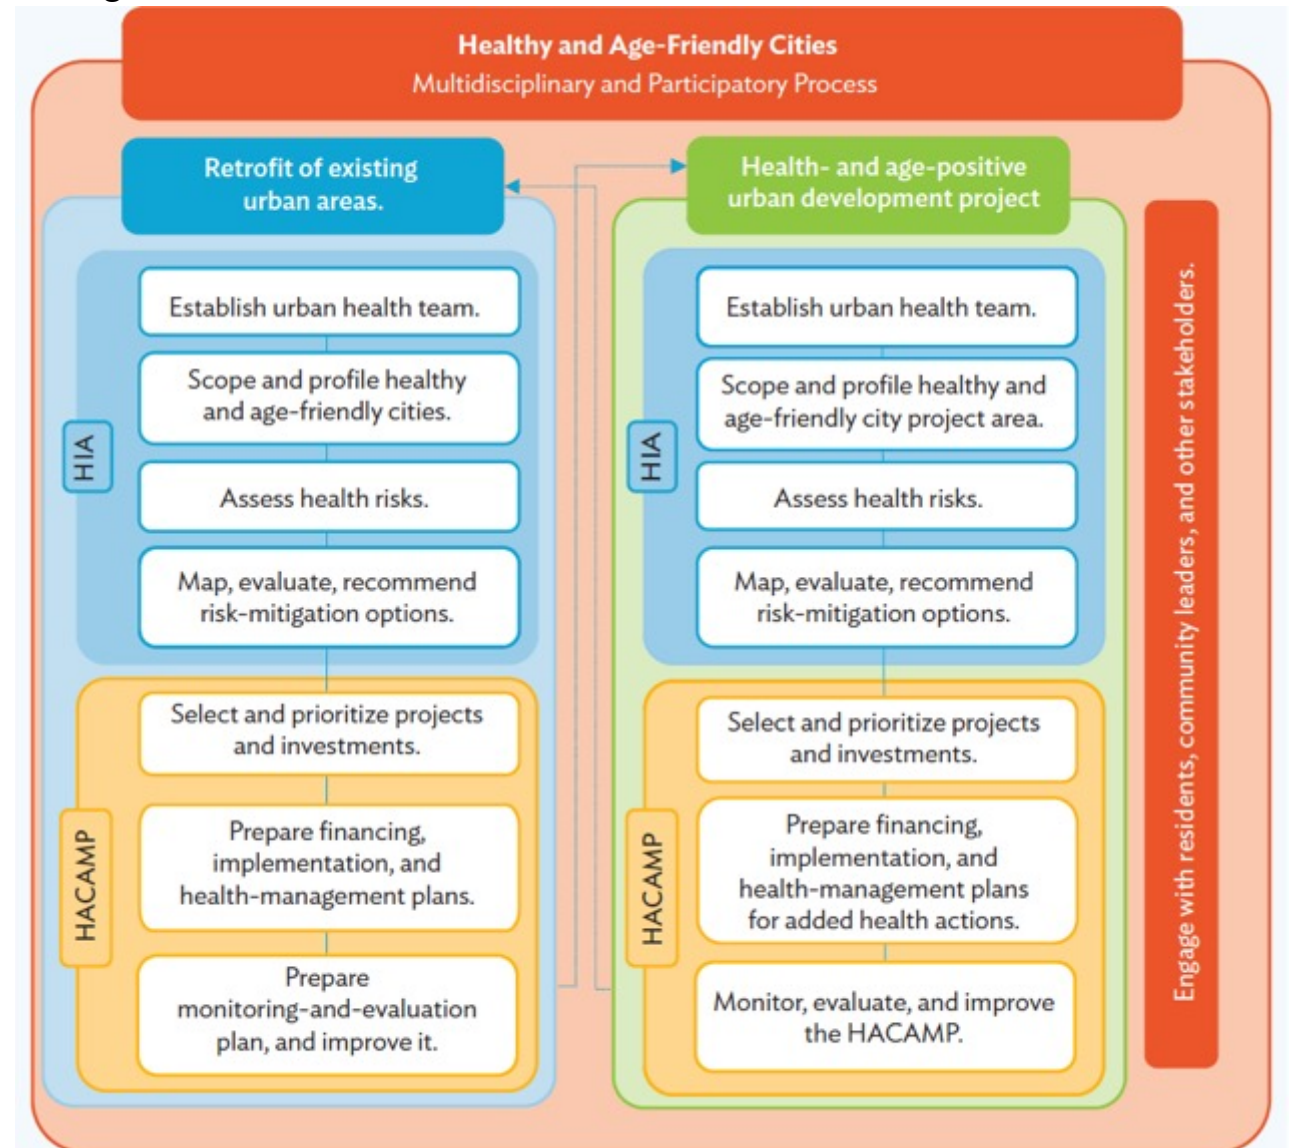 Healthy and Age-Friendly Cities
Multidisciplinary and Participatory Process
Retrofit of existing
urban areas.
HIA
Establish urban health team.
Scope and profile healthy
and age-friendly cities.
Assess health risks.
Map, evaluate, recommend
risk-mitigation options.
HACAMP
Select and prioritize projects
and investments.
Prepare financing,
implementation, and
health-management plans.
Prepare
monitoring-and-evaluation
plan, and improve it.
Health- and age-positive
urban development project
HIA
Establish urban health team.
Scope and profile healthy and
age-friendly city project area.
Assess health risks.
Map, evaluate, recommend
risk-mitigation options.
HACAMP
Select and prioritize projects
and investments.
Prepare financing,
implementation, and
health-management plans
for added health actions.
Monitor, evaluate, and improve
the HACAMP.
Engage with residents, community leaders, and other stakeholders.